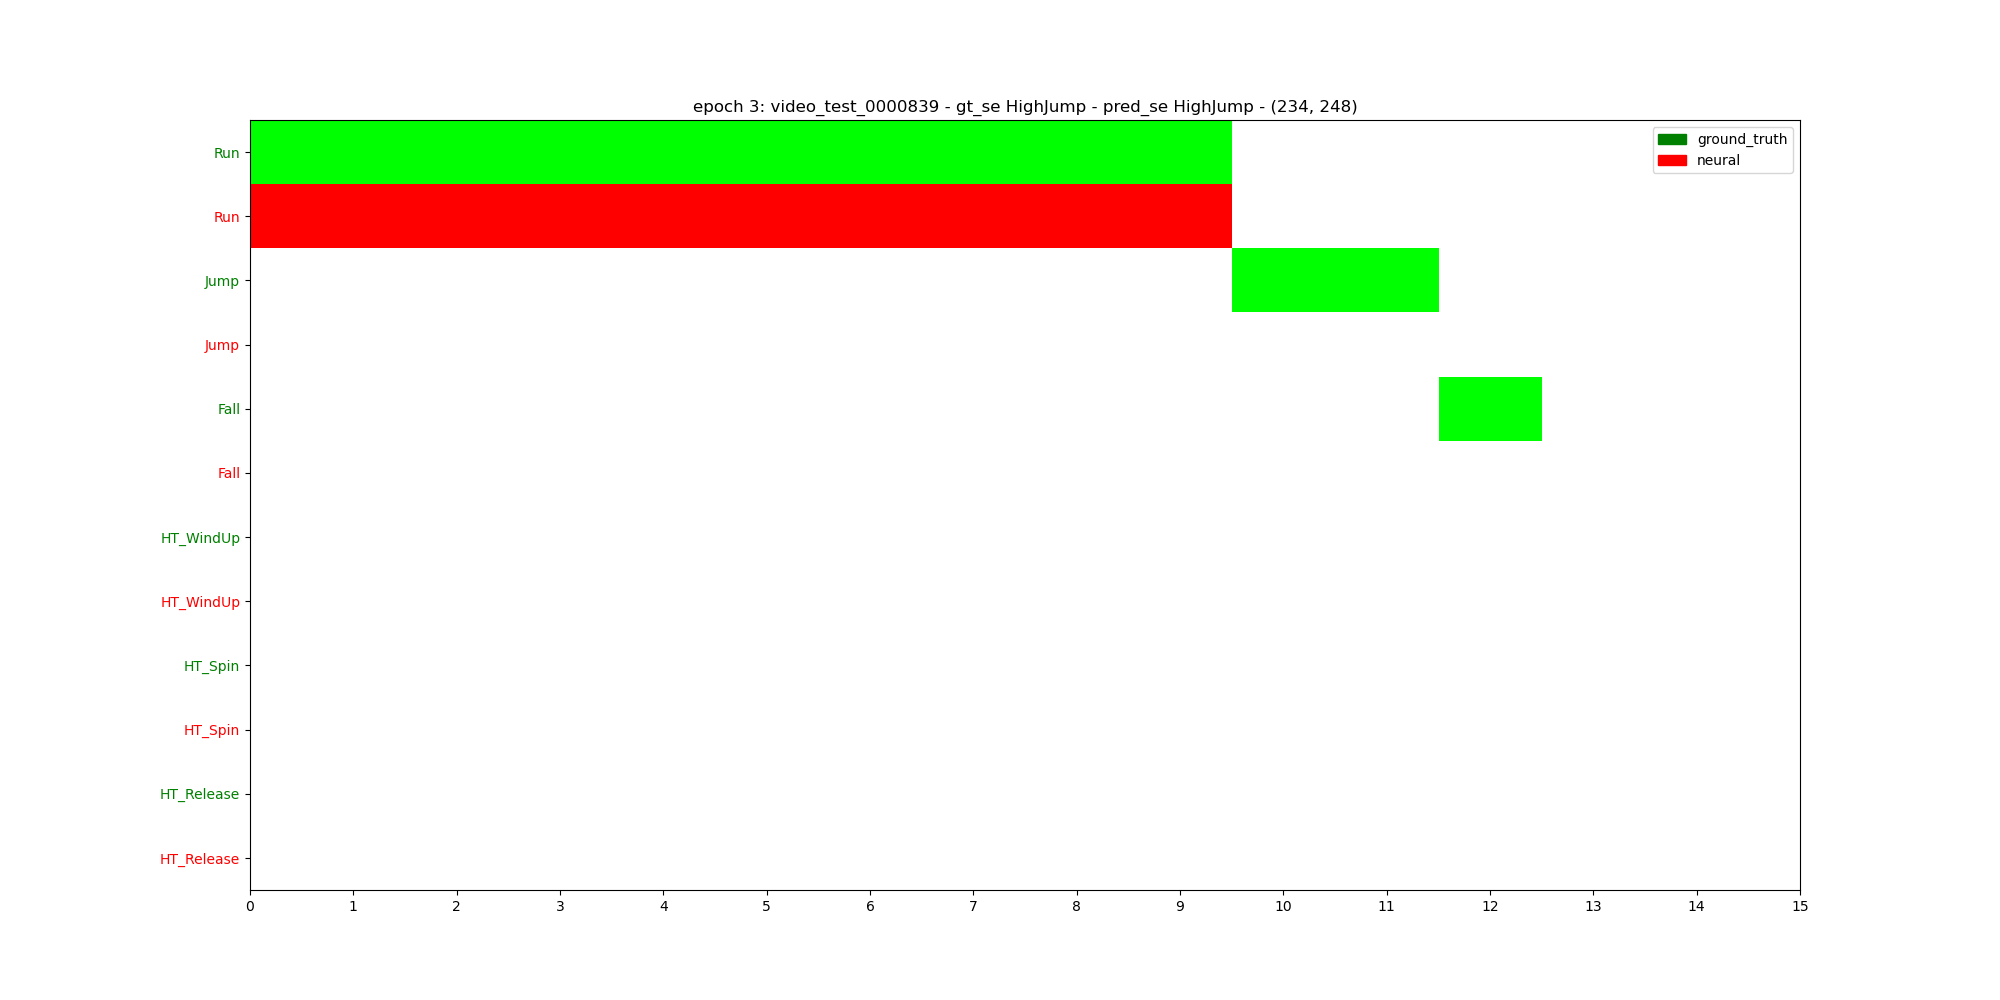 epoch 3: video_test_0000839 - gt_se HighJump - pred_se HighJump - (234, 248)
ground_truth
neural
Run
Run
Jump
Jump
Fall
Fall
HT_WindUp
HT_WindUp
HT_Spin
HT_Spin
HT_Release
HT_Release
0 1 2 3 4 5 6 7 8 9 10 11 12 13 14 15